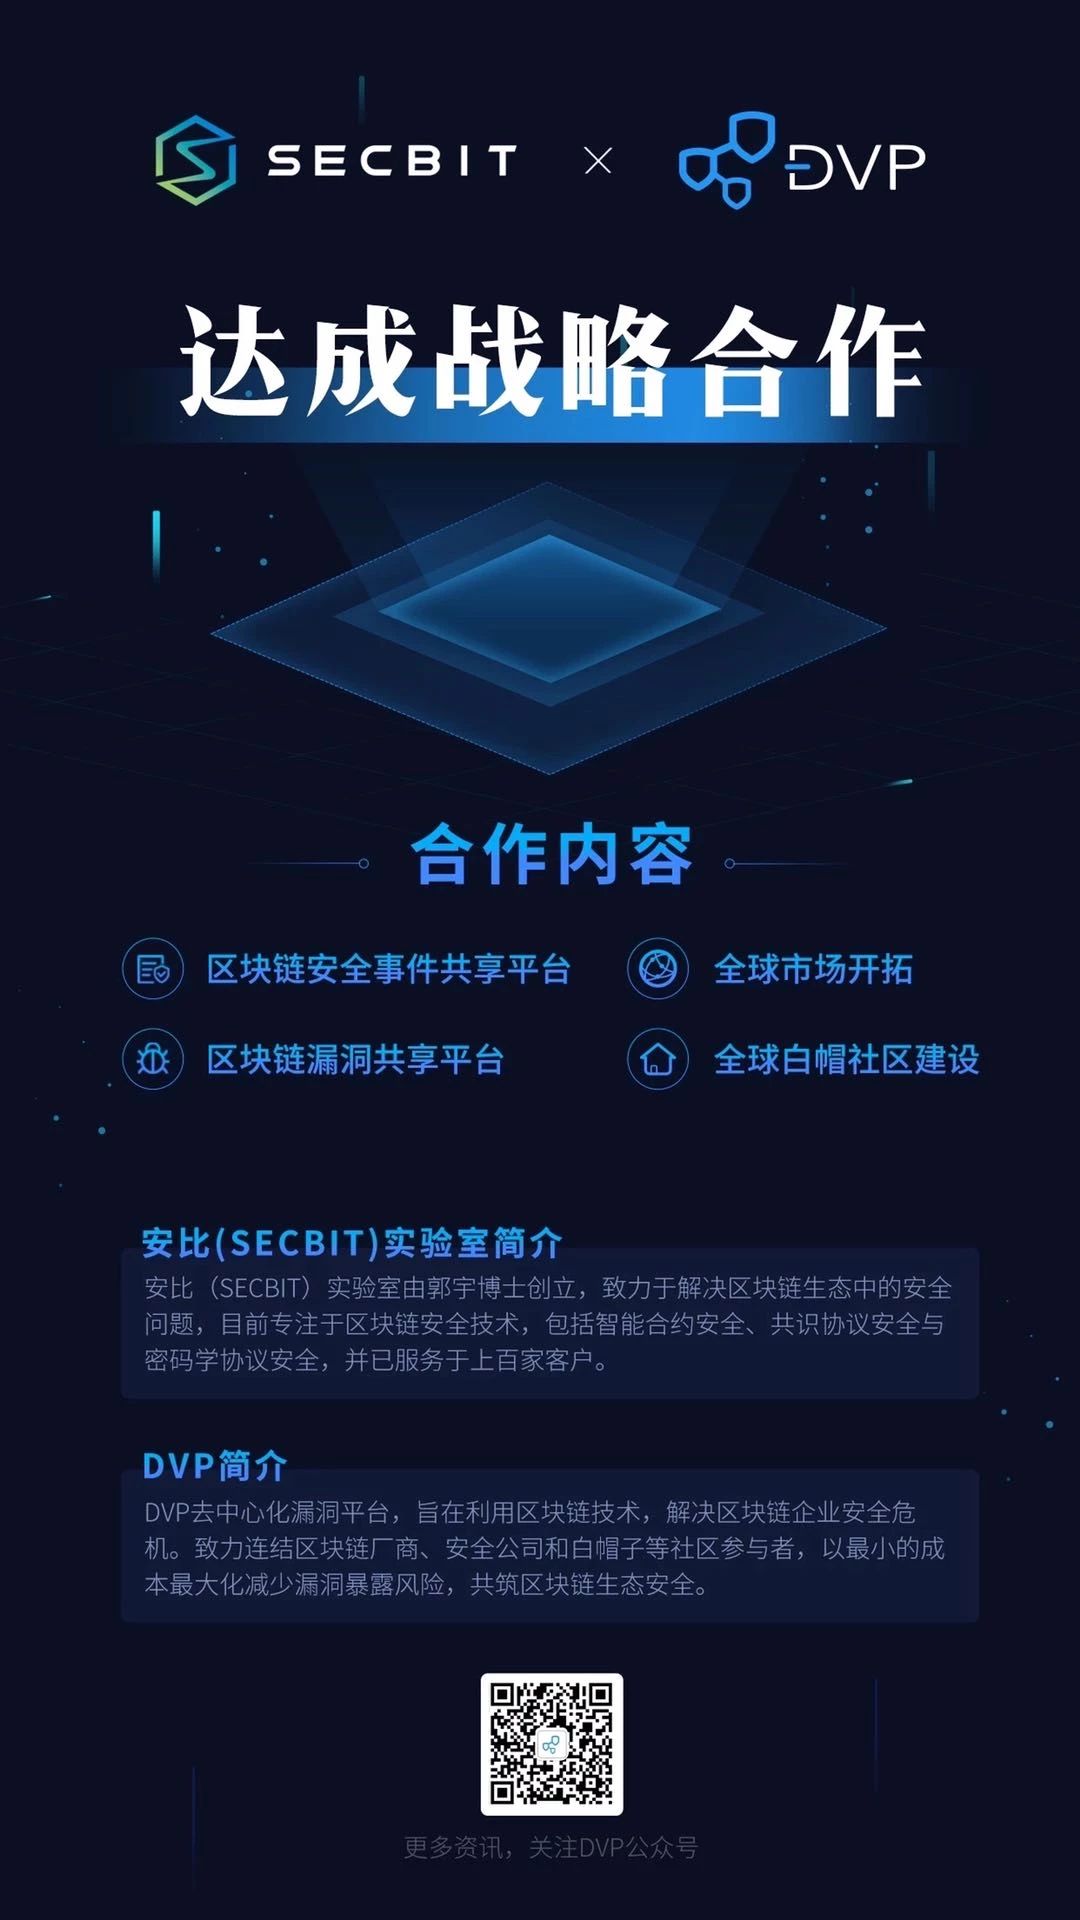 SECBIT × DVP
达成战略合作
合作内容
区块链安全事件共享平台
全球市场开拓
区块链漏洞共享平台
全球白帽社区建设
安比(SECBIT)实验室简介
安比（SECBIT）实验室由郭宇博士创立，致力于解决区块链生态中的安全
问题，目前专注于区块链安全技术，包括智能合约安全、共识协议安全与
密码学协议安全，并已服务于上百家客户。
DVP简介
DVP去中心化漏洞平台，旨在利用区块链技术，解决区块链企业安全危
机。致力连结区块链厂商、安全公司和白帽子等社区参与者，以最小的成
本最大化减少漏洞暴露风险，共筑区块链生态安全。
更多资讯，关注DVP公众号